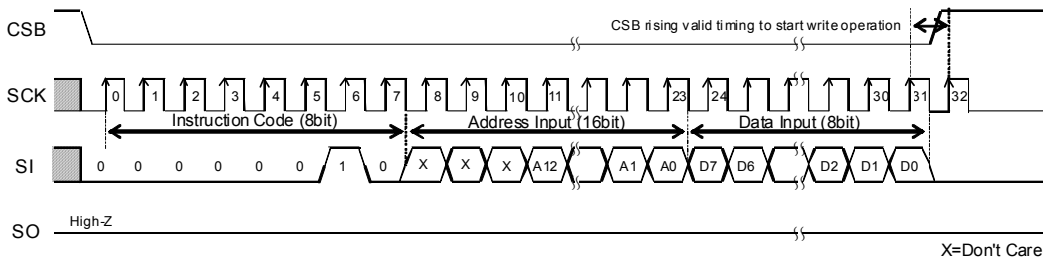 CSB
CSB rising valid timing to start write operation
SCK
0 1 2 3 4 5 6 7 8 9 10 11 23 24 30 31 32
Instruction Code (8bit) Address Input (16bit) Data Input (8bit)
SI
0 0 0 0 0 0 1 0 X X X A12 A1 A0 D7 D6 D2 D1 D0
High-Z
SO
X=Don't Care